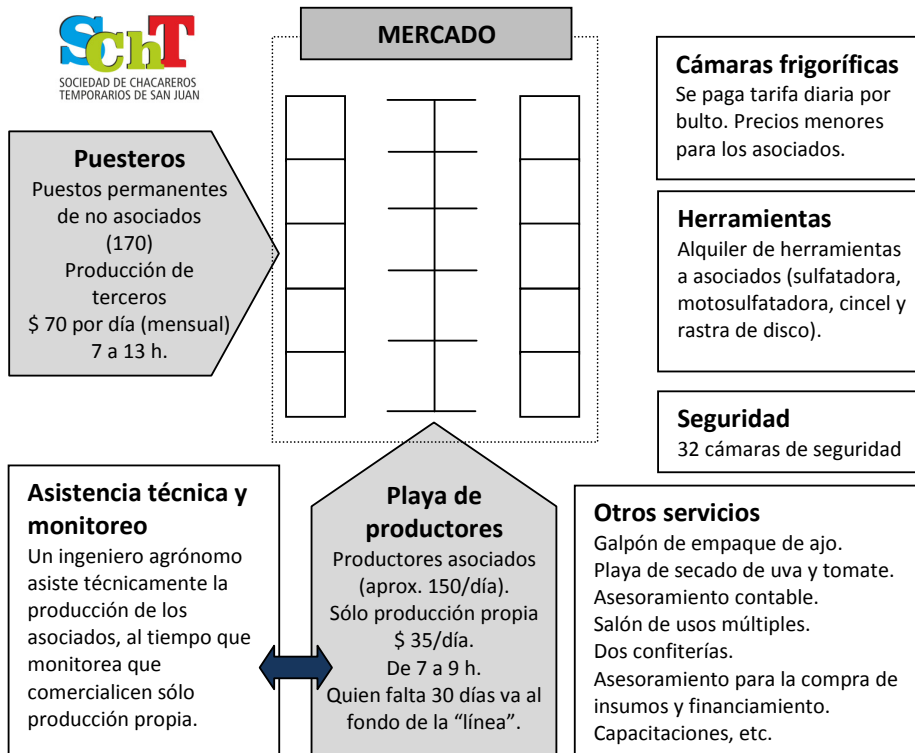 SChT
SOCIEDAD DE CHACAREROS
TEMPORARIOS DE SAN JUAN
MERCADO
Puesteros
Puestos permanentes
de no asociados
(170)
Producción de
terceros
$ 70 por día (mensual)
7 a 13 h.
Cámaras frigoríficas
Se paga tarifa diaria por
bulto. Precios menores
para los asociados.
Herramientas
Alquiler de herramientas
a asociados (sulfatadora,
motosulfatadora, cincel y
rastra de disco).
Seguridad
32 cámaras de seguridad
Asistencia técnica y
monitoreo
Un ingeniero agrónomo
asiste técnicamente la
producción de los
asociados, al tiempo que
monitorea que
comercialicen sólo
producción propia.
Playa de
productores
Productores asociados
(aprox. 150/día).
Sólo producción propia
$ 35/día.
De 7 a 9 h.
Quien falta 30 días va al
fondo de la “línea”.
Otros servicios
Galpón de empaque de ajo.
Playa de secado de uva y tomate.
Asesoramiento contable.
Salón de usos múltiples.
Dos confiterías.
Asesoramiento para la compra de
insumos y financiamiento.
Capacitaciones, etc.